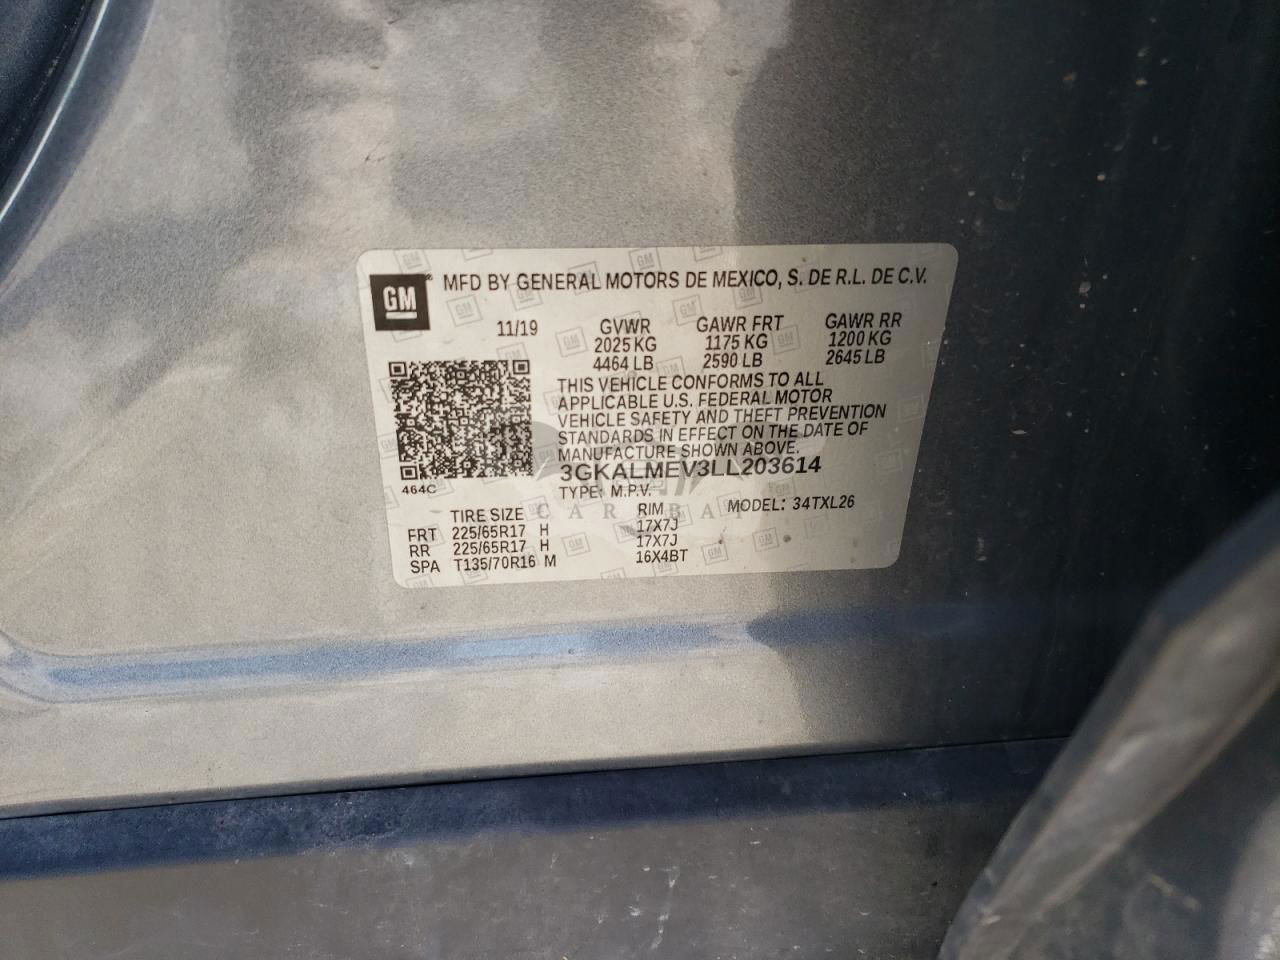 GM MFD BY GENERAL MOTORS DE MEXICO, S. DE R.L. DE C.V.
11/19 GVWR GAWR FRT GAWR RR
2025 KG 1175 KG 1200 KG
4464 LB 2590 LB 2645 LB
THIS VEHICLE CONFORMS TO ALL
APPLICABLE U.S. FEDERAL MOTOR
VEHICLE SAFETY AND THEFT PREVENTION
STANDARDS IN EFFECT ON THE DATE OF
MANUFACTURE SHOWN ABOVE.
3GKALMEV3LL203614
464C TYPE: M.P.V. MODEL: 34TXL26
TIRE SIZE RIM
FRT 225/65R17 H 17X7J
RR 225/65R17 H 17X7J
SPA T135/70R16 M 16X4BT